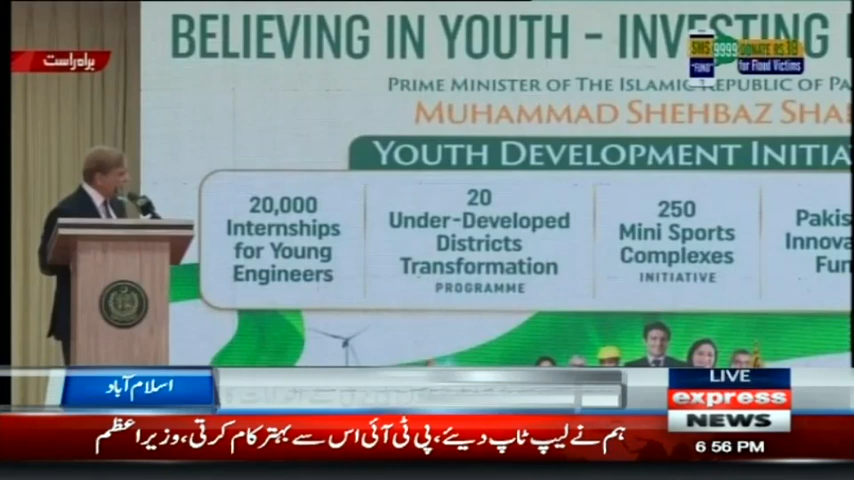 BELIEVING IN YOUTH - INVESTING
SMS 9999 DONATE RS.10
"FUND" for Flood Victims
براہ راست
PRIME MINISTER OF THE ISLAMIC REPUBLIC OF PA
MUHAMMAD SHEHBAZ SHA
YOUTH DEVELOPMENT INITIA
20,000
Internships
for Young
Engineers
20
Under-Developed
Districts
Transformation
PROGRAMME
250
Mini Sports
Complexes
INITIATIVE
Pakis
Innova
Fun
اسلام آباد
LIVE
express
NEWS
6:56 PM
ہم نے لیپ ٹاپ دیئے، پی ٹی آئی اس سے بہتر کام کرتی، وزیراعظم